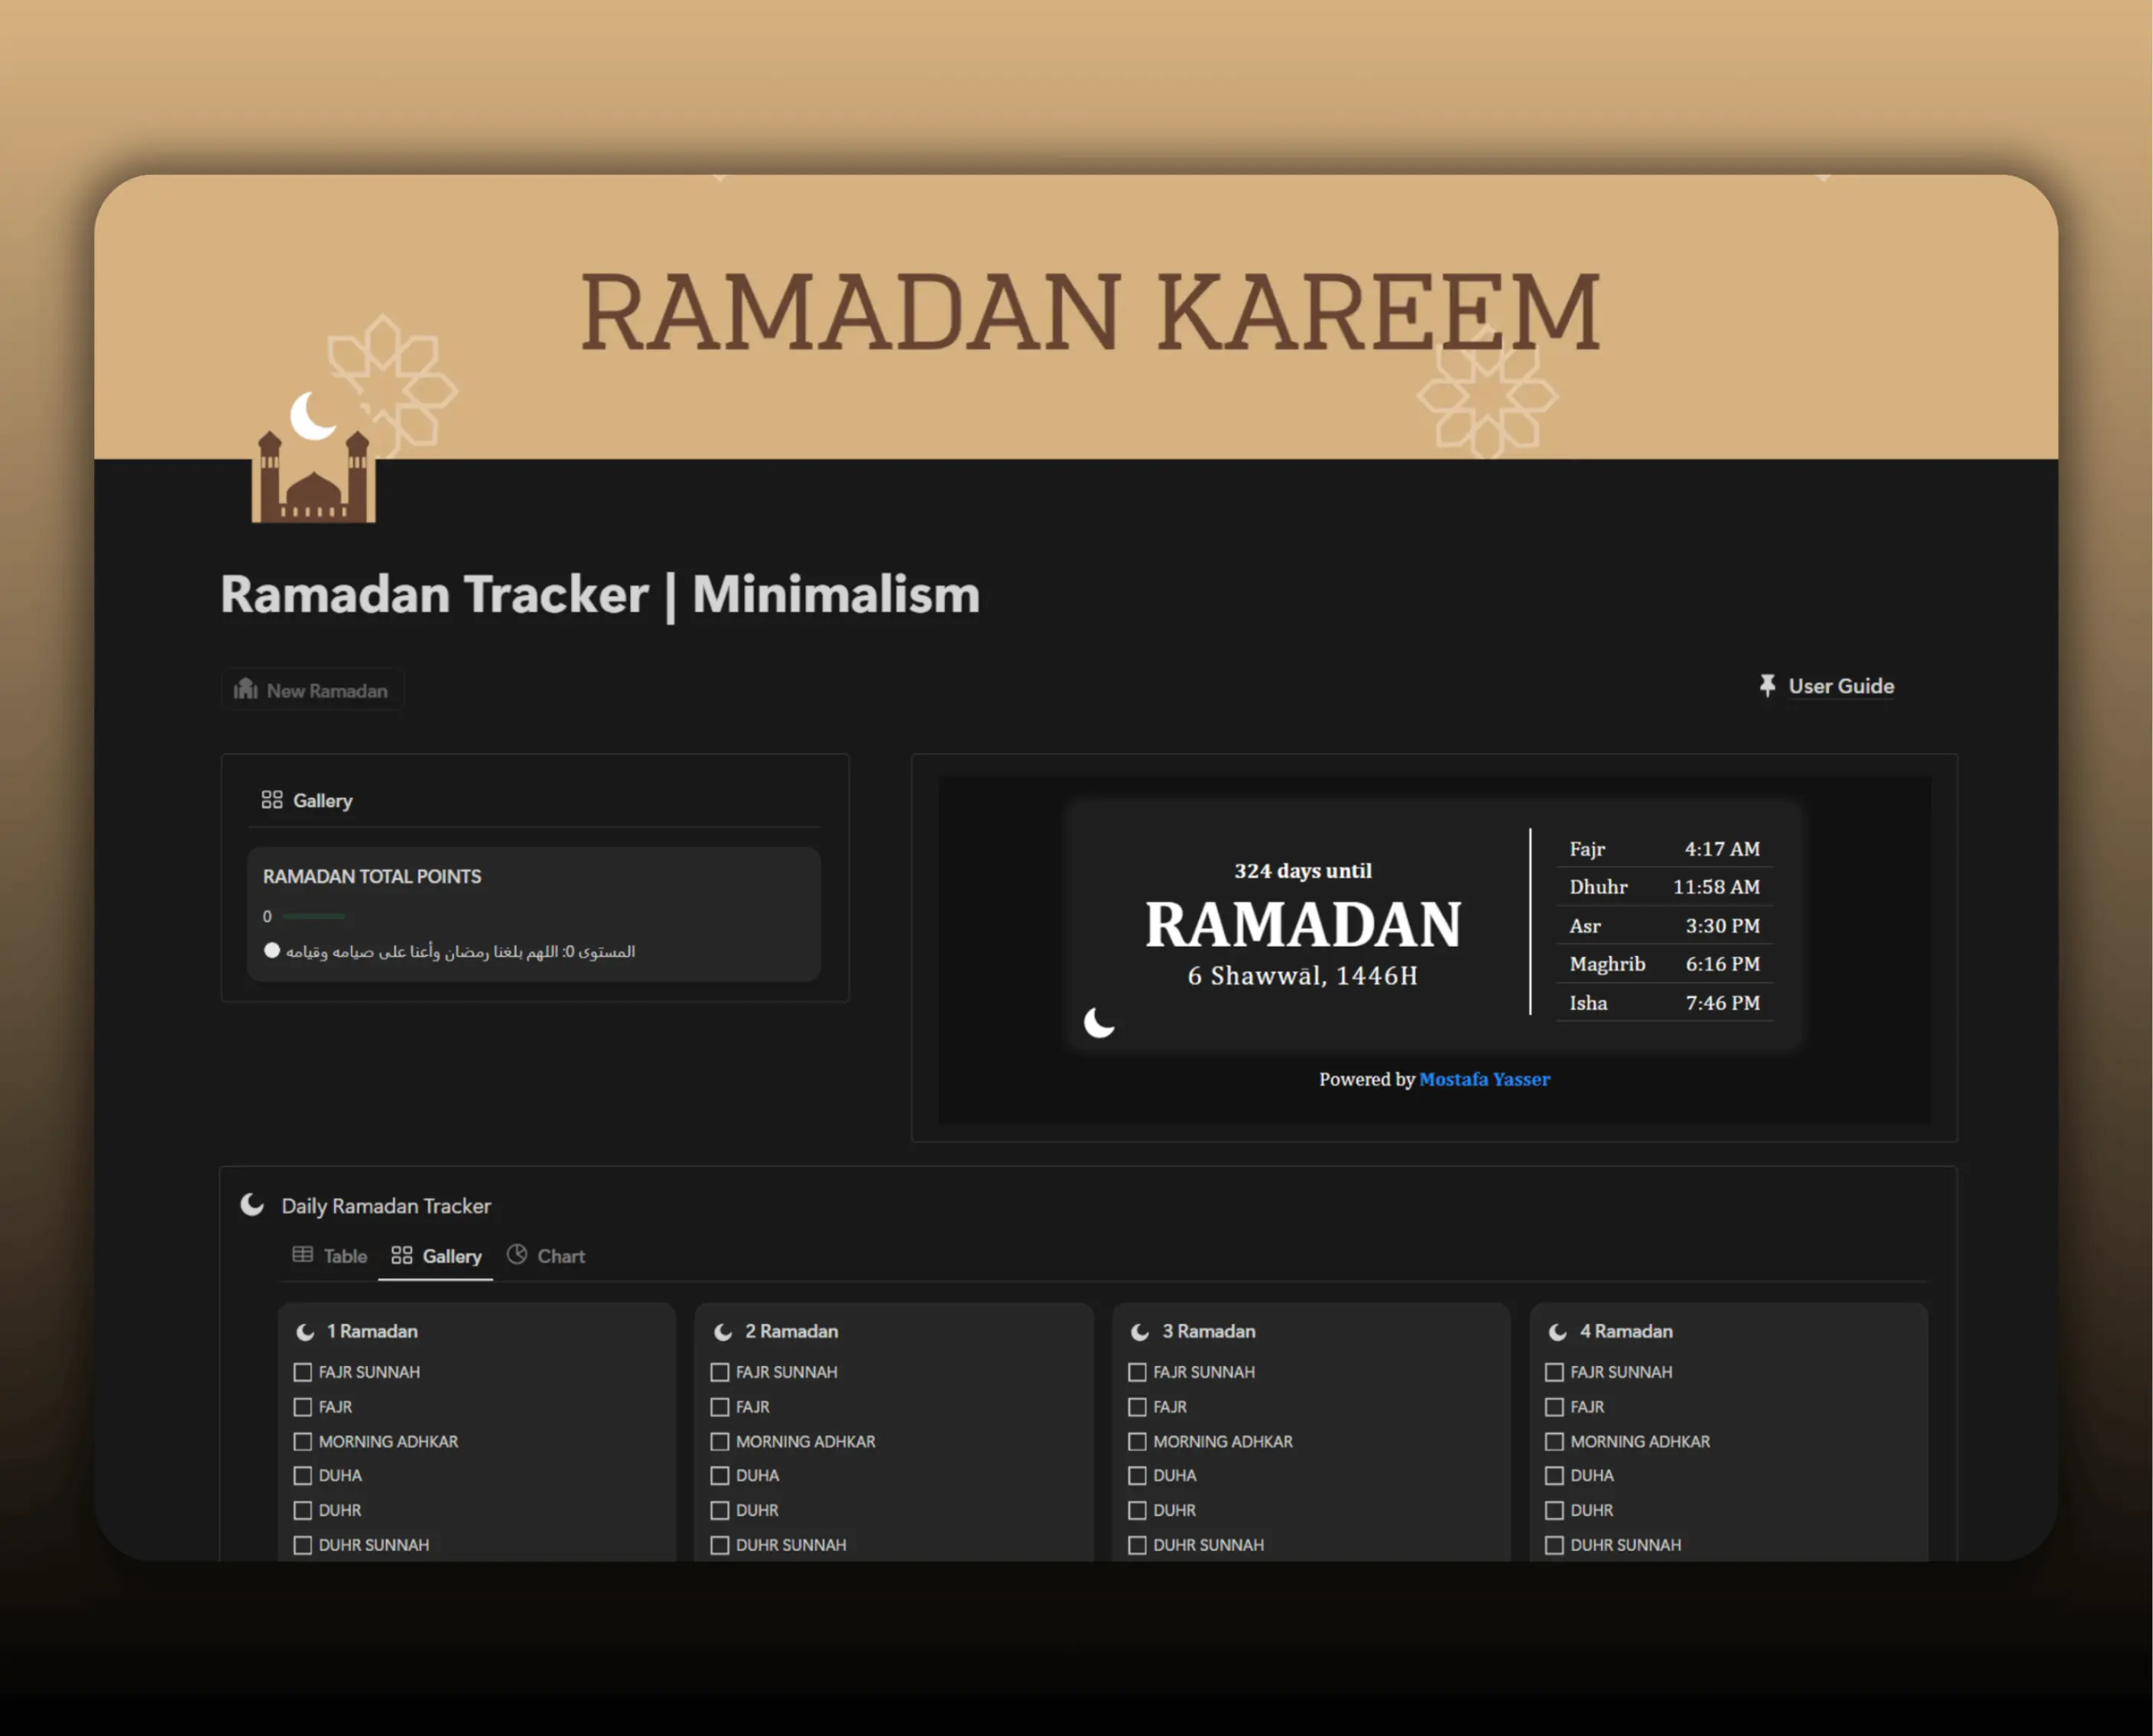 RAMADAN KAREEM
Ramadan Tracker | Minimalism
New Ramadan
User Guide
Gallery
RAMADAN TOTAL POINTS
0
المستوى 0: اللهم بلغنا رمضان وأعنا على صيامه وقيامه
324 days until
RAMADAN
6 Shawwāl, 1446H
Fajr 4:17 AM
Dhuhr 11:58 AM
Asr 3:30 PM
Maghrib 6:16 PM
Isha 7:46 PM
Powered by Mostafa Yasser
Daily Ramadan Tracker
Table Gallery Chart
1 Ramadan
FAJR SUNNAH
FAJR
MORNING ADHKAR
DUHA
DUHR
DUHR SUNNAH
2 Ramadan
FAJR SUNNAH
FAJR
MORNING ADHKAR
DUHA
DUHR
DUHR SUNNAH
3 Ramadan
FAJR SUNNAH
FAJR
MORNING ADHKAR
DUHA
DUHR
DUHR SUNNAH
4 Ramadan
FAJR SUNNAH
FAJR
MORNING ADHKAR
DUHA
DUHR
DUHR SUNNAH